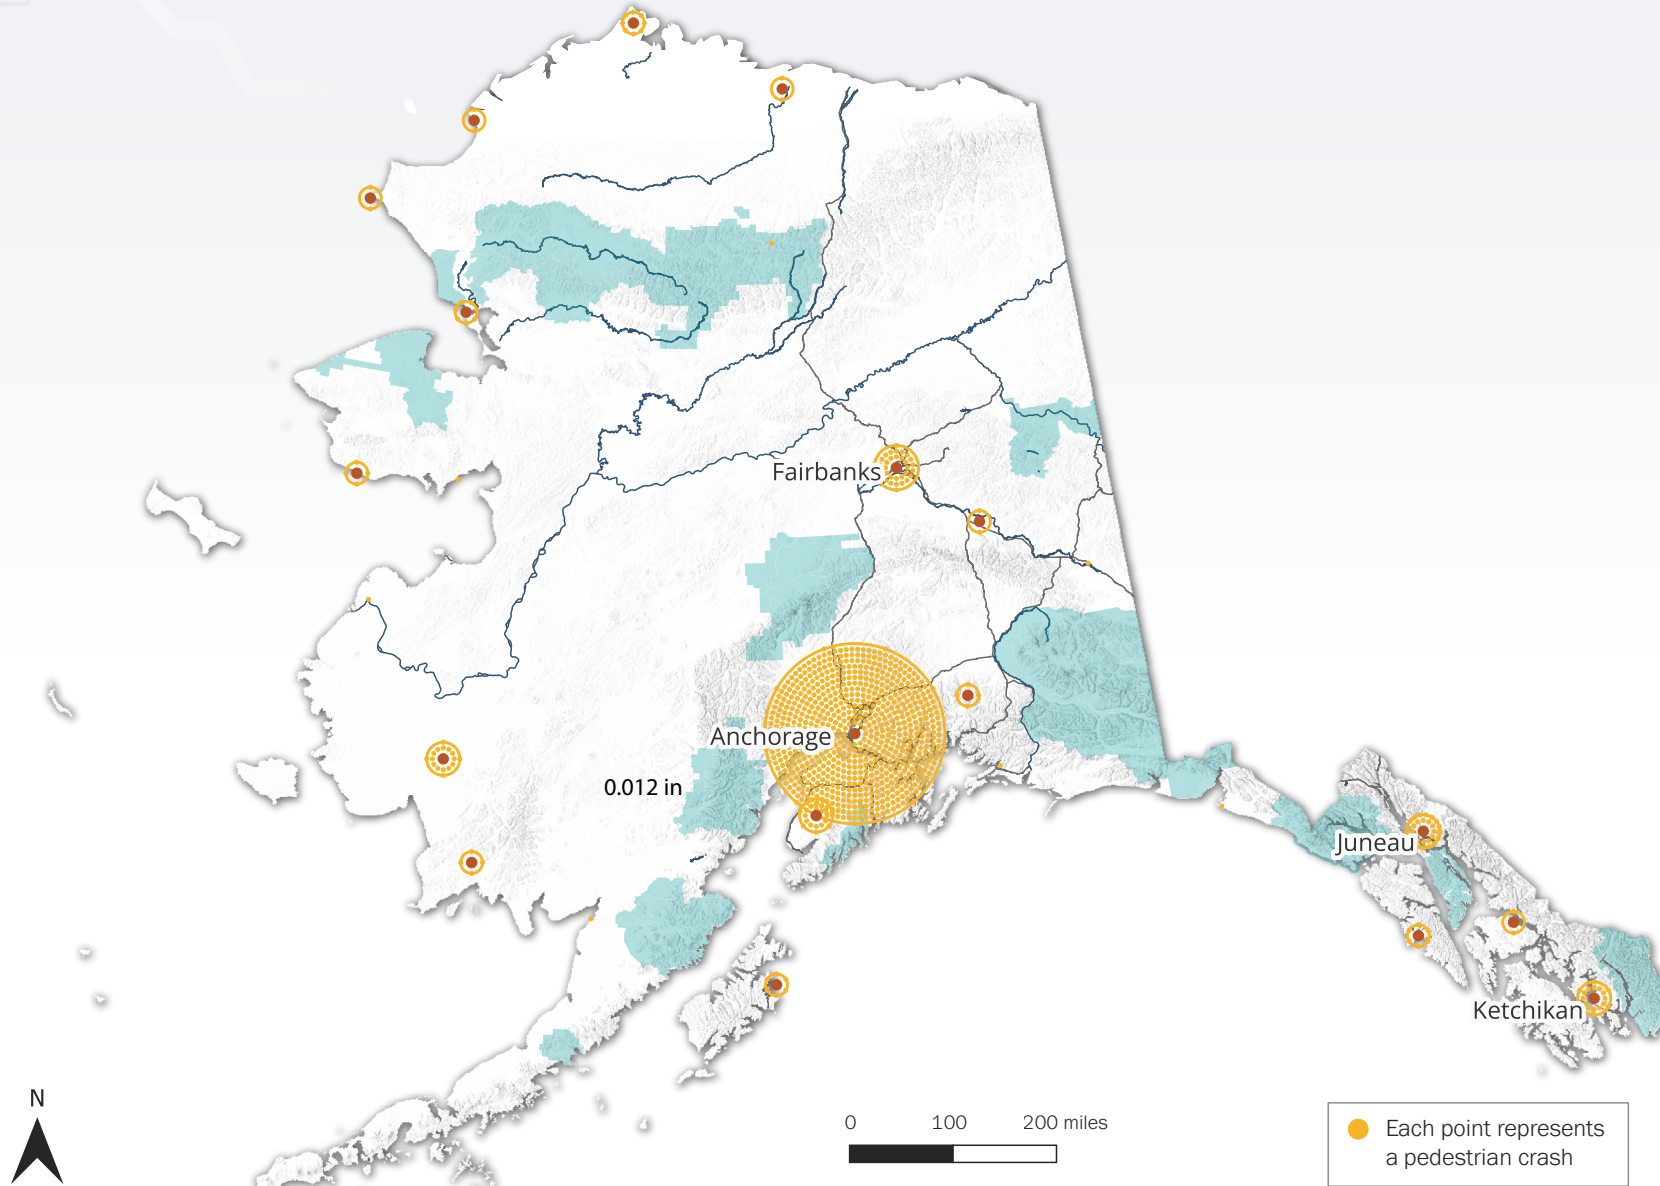 Fairbanks
Anchorage
0.012 in
Juneau
Ketchikan
N
0 100 200 miles
Each point represents
a pedestrian crash